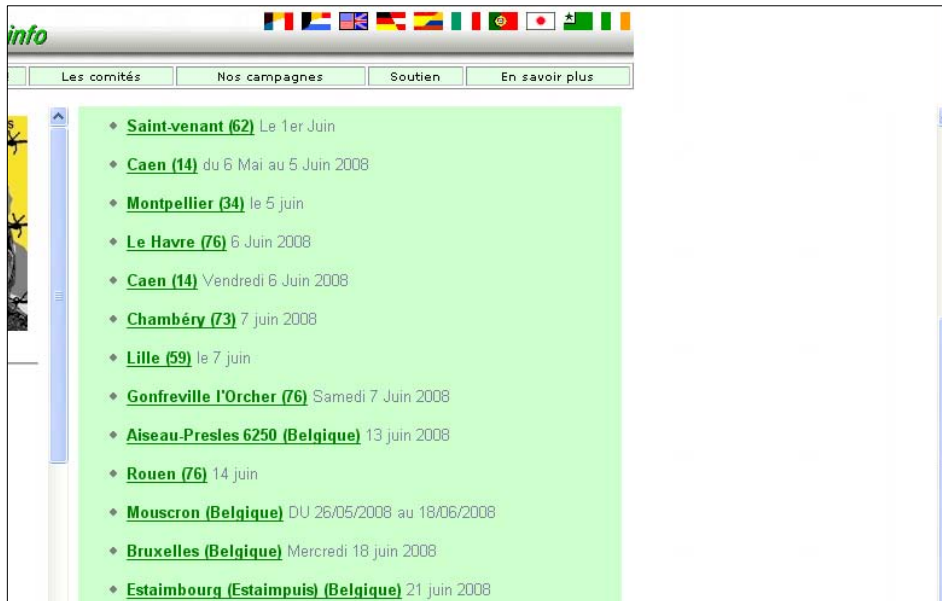 info
Les comités Nos campagnes Soutien En savoir plus
Saint-venant (62) Le 1er Juin
Caen (14) du 6 Mai au 5 Juin 2008
Montpellier (34) le 5 juin
Le Havre (76) 6 Juin 2008
Caen (14) Vendredi 6 Juin 2008
Chambéry (73) 7 juin 2008
Lille (59) le 7 juin
Gonfreville l'Orcher (76) Samedi 7 Juin 2008
Aiseau-Presles 6250 (Belgique) 13 juin 2008
Rouen (76) 14 juin
Mouscron (Belgique) DU 26/05/2008 au 18/06/2008
Bruxelles (Belgique) Mercredi 18 juin 2008
Estaimbourg (Estaimpuis) (Belgique) 21 juin 2008